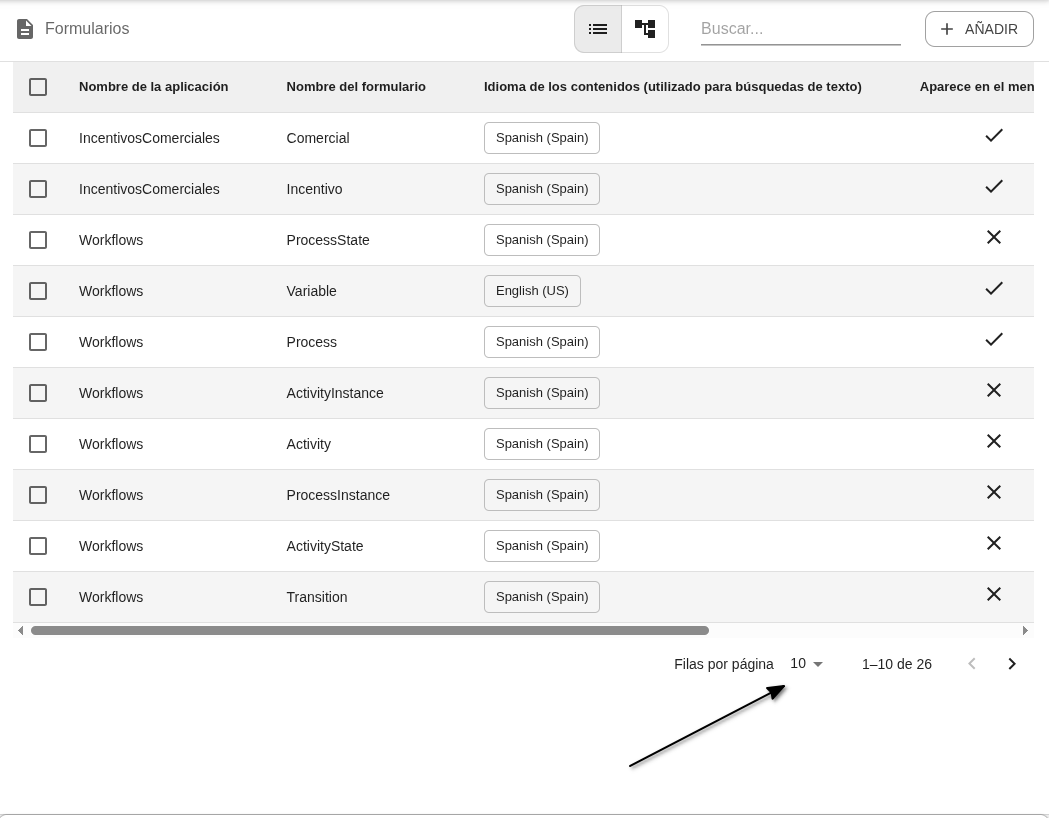 Formularios
Buscar...
AÑADIR
Nombre de la aplicación Nombre del formulario Idioma de los contenidos (utilizado para búsquedas de texto) Aparece en el men
IncentivosComerciales Comercial Spanish (Spain)
IncentivosComerciales Incentivo Spanish (Spain)
Workflows ProcessState Spanish (Spain)
Workflows Variable English (US)
Workflows Process Spanish (Spain)
Workflows ActivityInstance Spanish (Spain)
Workflows Activity Spanish (Spain)
Workflows ProcessInstance Spanish (Spain)
Workflows ActivityState Spanish (Spain)
Workflows Transition Spanish (Spain)
Filas por página 10 1–10 de 26